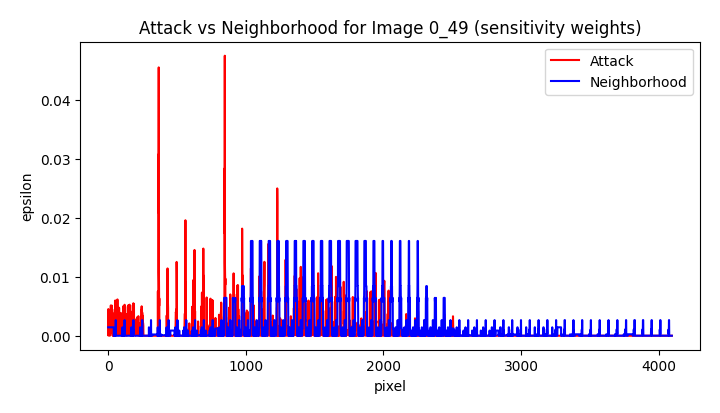 Attack vs Neighborhood for Image 0_49 (sensitivity weights)
Attack
Neighborhood
epsilon
0.04
0.03
0.02
0.01
0.00
0
1000
2000
3000
4000
pixel